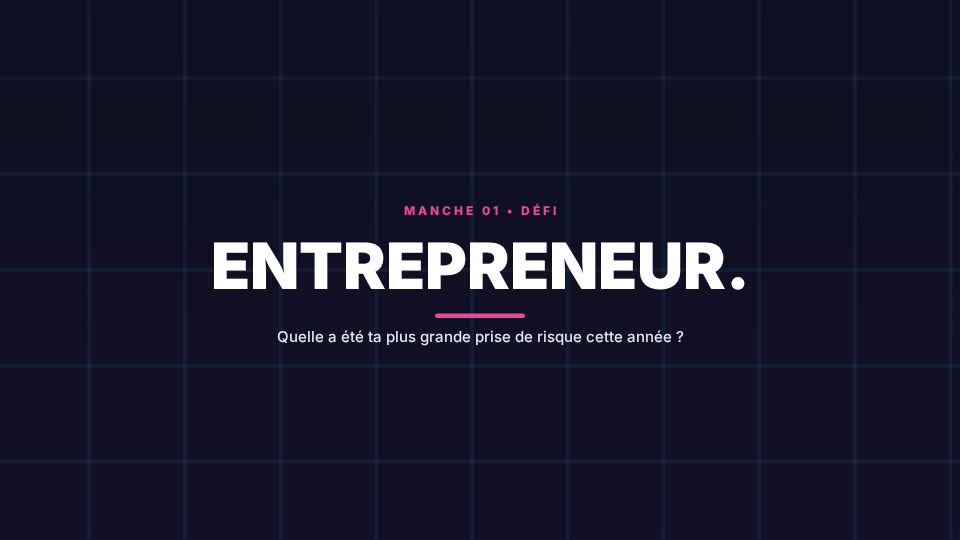 MANCHE 01 • DÉFI
ENTREPRENEUR.
Quelle a été ta plus grande prise de risque cette année ?